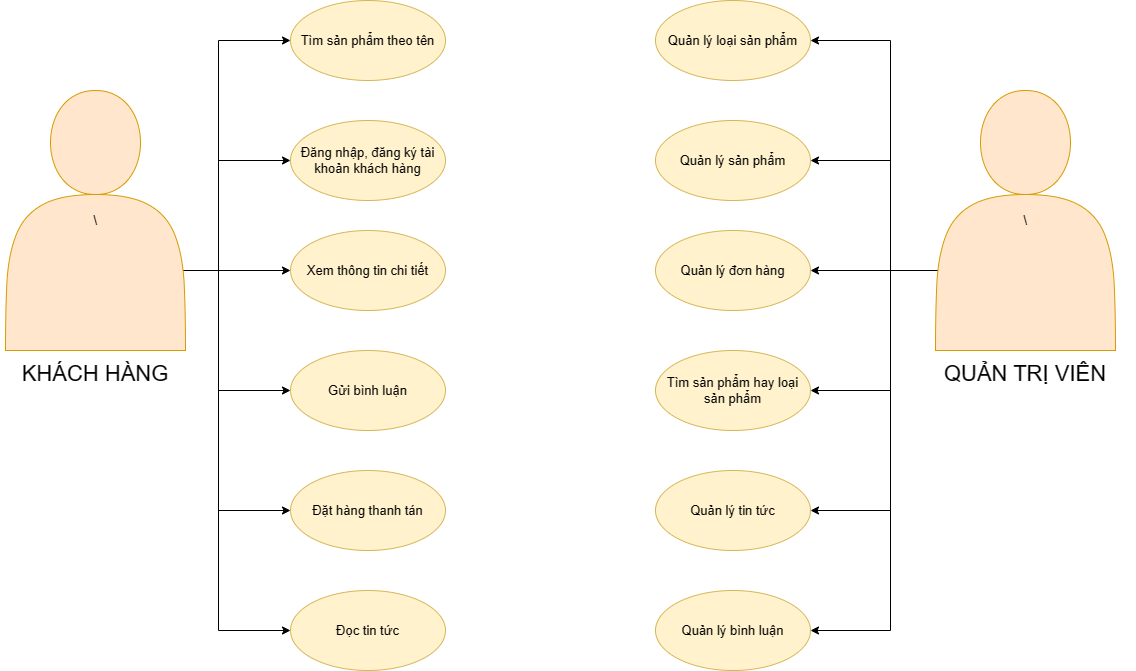 Tìm sản phẩm theo tên
Đăng nhập, đăng ký tài
khoản khách hàng
\
Xem thông tin chi tiết
KHÁCH HÀNG
Gửi bình luận
Đặt hàng thanh tán
Đọc tin tức
Quản lý loại sản phẩm
Quản lý sản phẩm
\
Quản lý đơn hàng
QUẢN TRỊ VIÊN
Tìm sản phẩm hay loại
sản phẩm
Quản lý tin tức
Quản lý bình luận